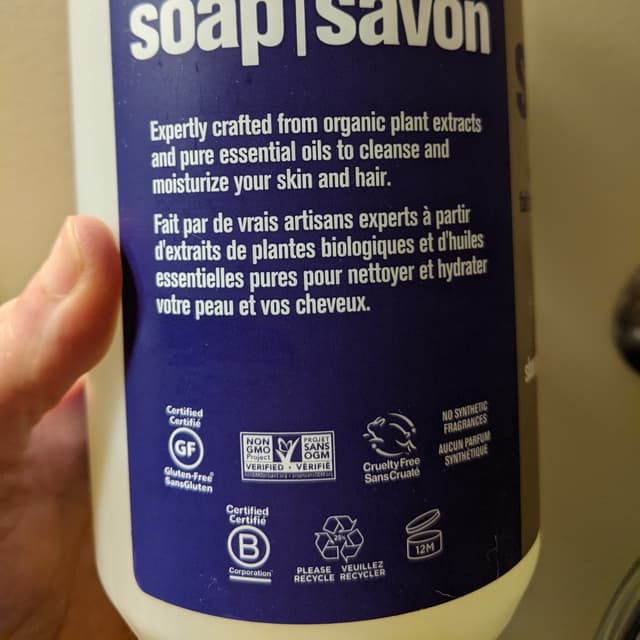 soap | savon
Expertly crafted from organic plant extracts
and pure essential oils to cleanse and
moisturize your skin and hair.
Fait par de vrais artisans experts à partir
d'extraits de plantes biologiques et d'huiles
essentielles pures pour nettoyer et hydrater
votre peau et vos cheveux.
Certified
Certifié
GF
Gluten-Free
SansGluten
NON
GMO
Project
VERIFIED
PROJET
SANS
OGM
VÉRIFIÉ
Cruelty Free
Sans Cruauté
NO SYNTHETIC
FRAGRANCES
AUCUN PARFUM
SYNTHÉTIQUE
Certified
Certifié
B
Corporation
25%
PLEASE
RECYCLE
VEUILLEZ
RECYCLER
12M